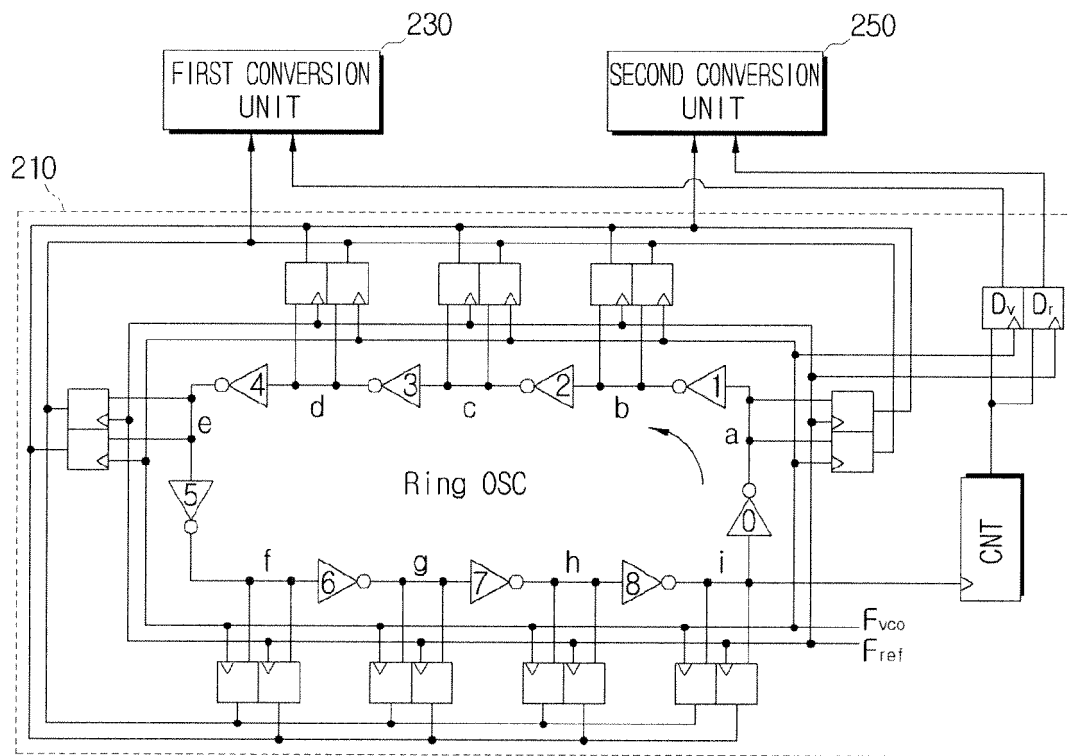 230
250
FIRST CONVERSION
UNIT
SECOND CONVERSION
UNIT
210
Dv
Dr
4
3
2
1
d
c
b
e
a
5
Ring OSC
0
CNT
f
g
h
i
6
7
8
Fvco
Fref